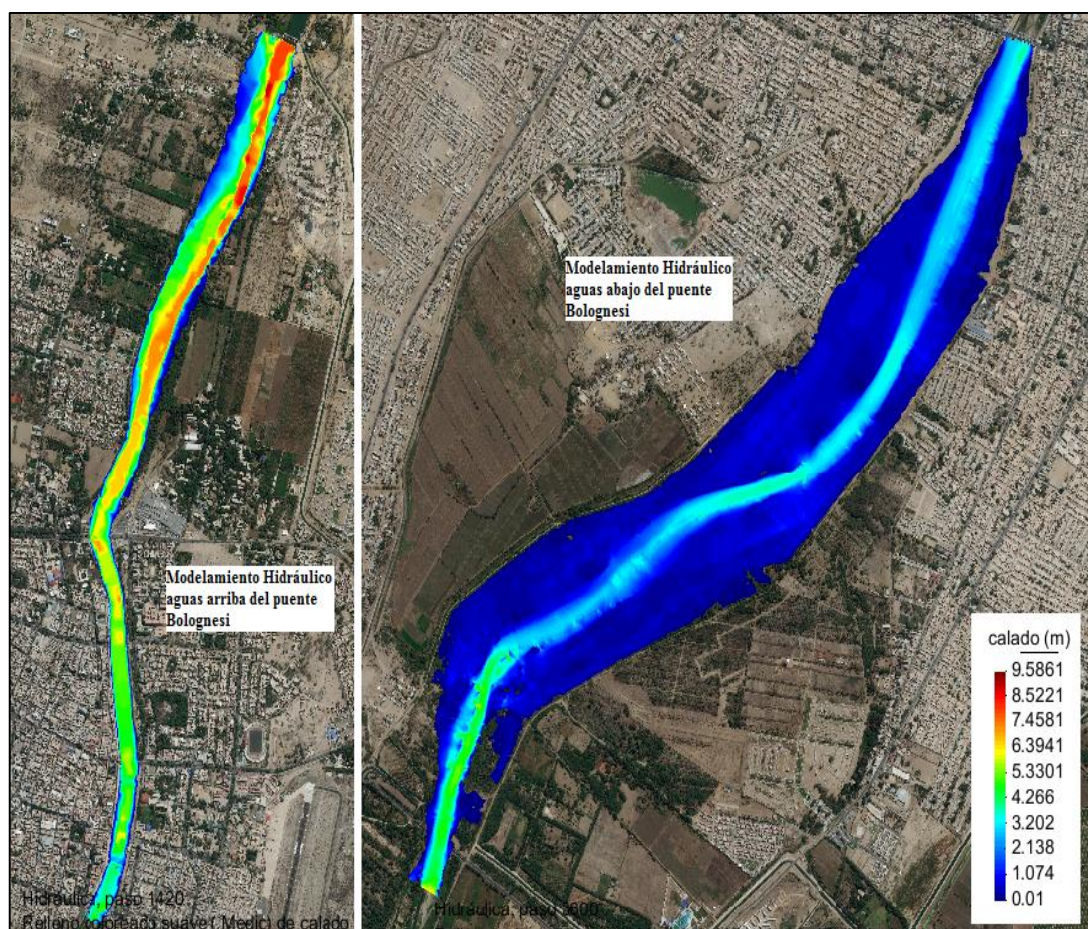 Modelamiento Hidráulico
aguas abajo del puente
Bolognesi
Modelamiento Hidráulico
aguas arriba del puente
Bolognesi
calado (m)
9.5861
8.5221
7.4581
6.3941
5.3301
4.266
3.202
2.138
1.074
0.01
Hidráulica, paso 1420.
Relleno coloreado suave ( Medic) de calado
Hidráulica, paso